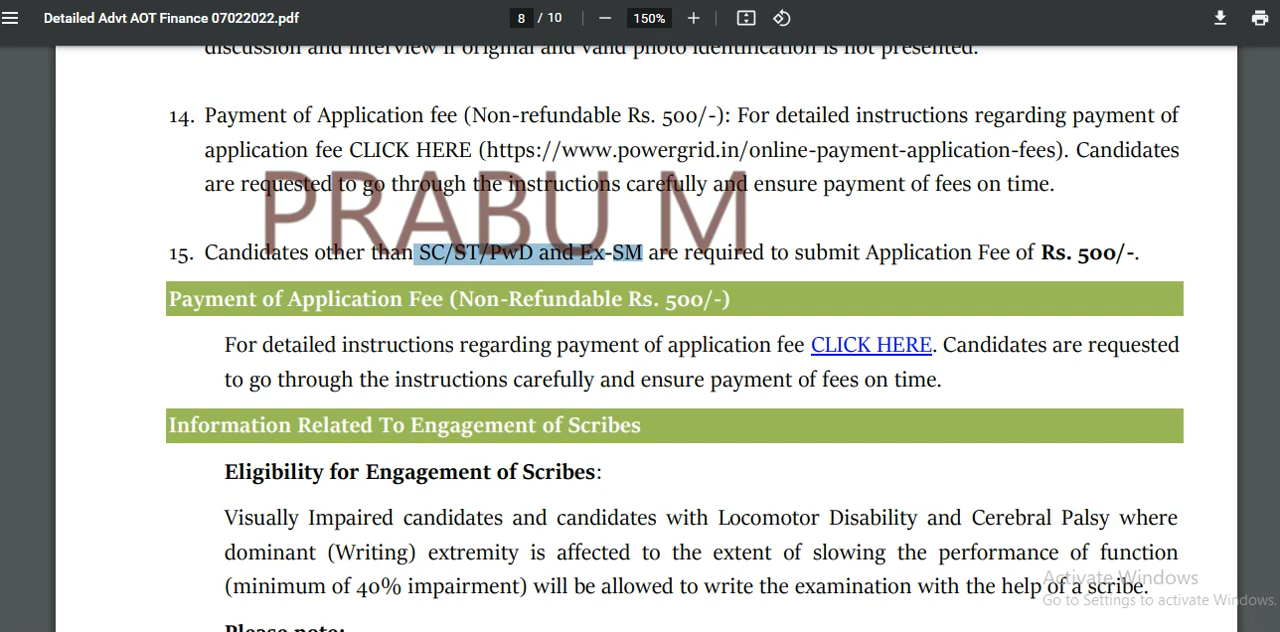 Detailed Advt AOT Finance 07022022.pdf
8 / 10
150%
discussion and interview if original and valid photo identification is not presented.
14. Payment of Application fee (Non-refundable Rs. 500/-): For detailed instructions regarding payment of
application fee CLICK HERE (https://www.powergrid.in/online-payment-application-fees). Candidates
are requested to go through the instructions carefully and ensure payment of fees on time.
PRABU M
15. Candidates other than SC/ST/PwD and Ex-SM are required to submit Application Fee of Rs. 500/-.
Payment of Application Fee (Non-Refundable Rs. 500/-)
For detailed instructions regarding payment of application fee CLICK HERE. Candidates are requested
to go through the instructions carefully and ensure payment of fees on time.
Information Related To Engagement of Scribes
Eligibility for Engagement of Scribes:
Visually Impaired candidates and candidates with Locomotor Disability and Cerebral Palsy where
dominant (Writing) extremity is affected to the extent of slowing the performance of function
(minimum of 40% impairment) will be allowed to write the examination with the help of a scribe.
Activate Windows
Go to Settings to activate Windows.
Please note: